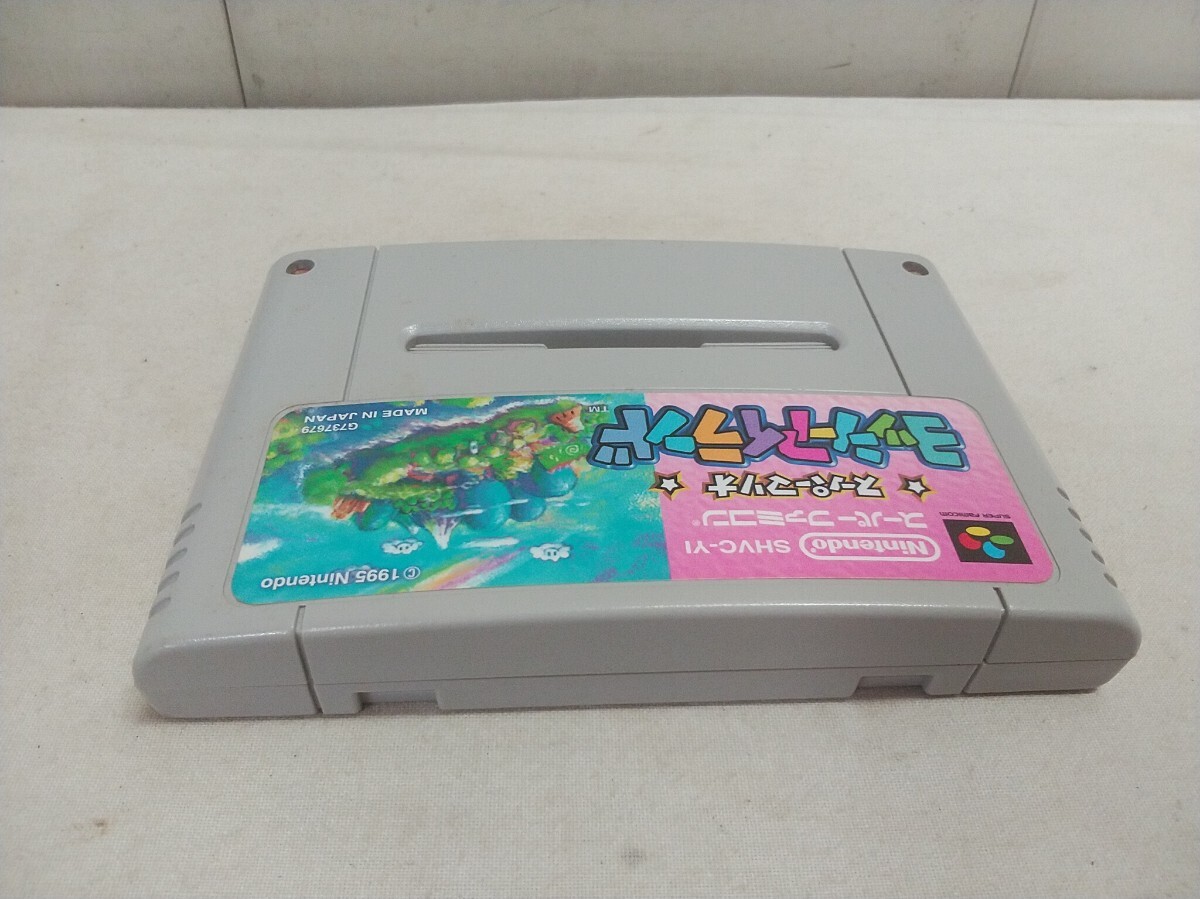 SUPER FAMICOM
Nintendo SHVC-YI
スーパーファミコン®
スーパーマリオ
ヨッシーアイランド
TM
© 1995 Nintendo
G737679
MADE IN JAPAN